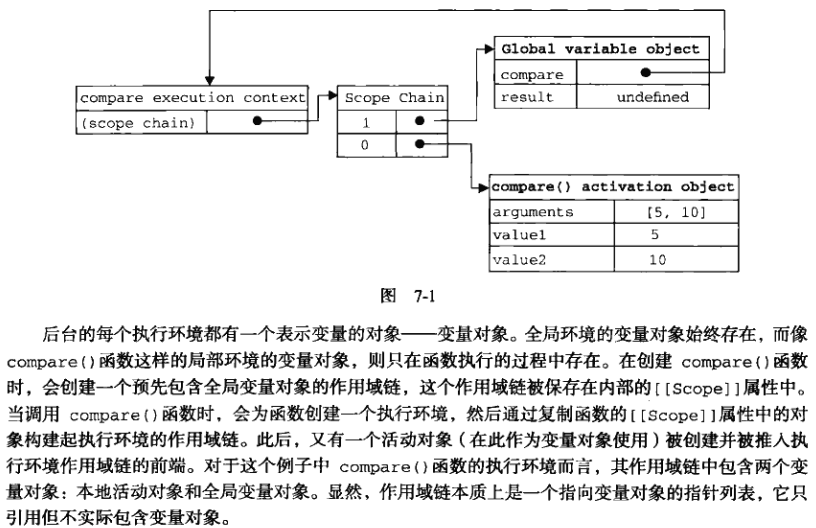 Global variable object
compare
result undefined
compare execution context
(scope chain)
Scope Chain
1
0
compare() activation object
arguments [5, 10]
value1 5
value2 10
图 7-1
后台的每个执行环境都有一个表示变量的对象——变量对象。全局环境的变量对象始终存在，而像
compare()函数这样的局部环境的变量对象，则只在函数执行的过程中存在。在创建 compare()函数
时，会创建一个预先包含全局变量对象的作用域链，这个作用域链被保存在内部的[[Scope]]属性中。
当调用 compare()函数时，会为函数创建一个执行环境，然后通过复制函数的[[Scope]]属性中的对
象构建起执行环境的作用域链。此后，又有一个活动对象（在此作为变量对象使用）被创建并被推入执
行环境作用域链的前端。对于这个例子中 compare()函数的执行环境而言，其作用域链中包含两个变
量对象：本地活动对象和全局变量对象。显然，作用域链本质上是一个指向变量对象的指针列表，它只
引用但不实际包含变量对象。